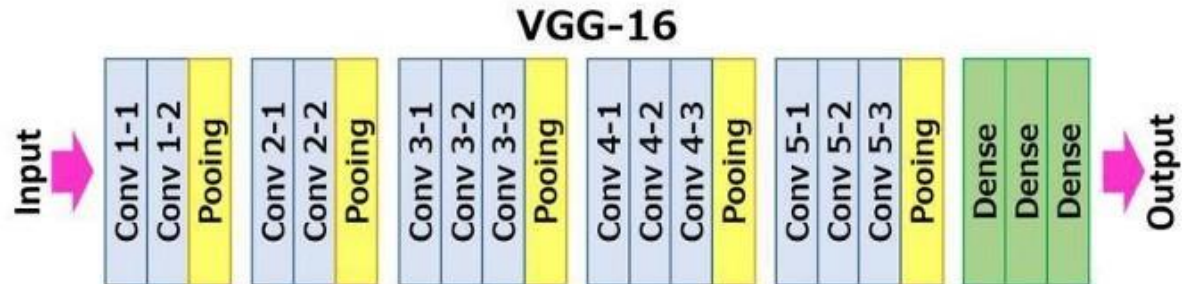 VGG-16
Input
Conv 1-1
Conv 1-2
Pooing
Conv 2-1
Conv 2-2
Pooing
Conv 3-1
Conv 3-2
Conv 3-3
Pooing
Conv 4-1
Conv 4-2
Conv 4-3
Pooing
Conv 5-1
Conv 5-2
Conv 5-3
Pooing
Dense
Dense
Dense
Output